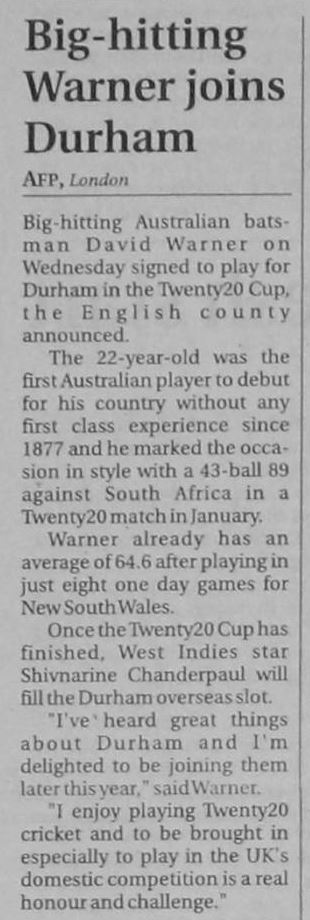 Big-hitting
Warner joins
Durham
AFP, London
Big-hitting Australian bats-
man David Warner on
Wednesday signed to play for
Durham in the Twenty20 Cup,
the English county
announced.
The 22-year-old was the
first Australian player to debut
for his country without any
first class experience since
1877 and he marked the occa-
sion in style with a 43-ball 89
against South Africa in a
Twenty20 match in January.
Warner already has an
average of 64.6 after playing in
just eight one day games for
New South Wales.
Once the Twenty20 Cup has
finished, West Indies star
Shivnarine Chanderpaul will
fill the Durham overseas slot.
"I've heard great things
about Durham and I'm
delighted to be joining them
later this year," said Warner.
"I enjoy playing Twenty20
cricket and to be brought in
especially to play in the UK's
domestic competition is a real
honour and challenge."